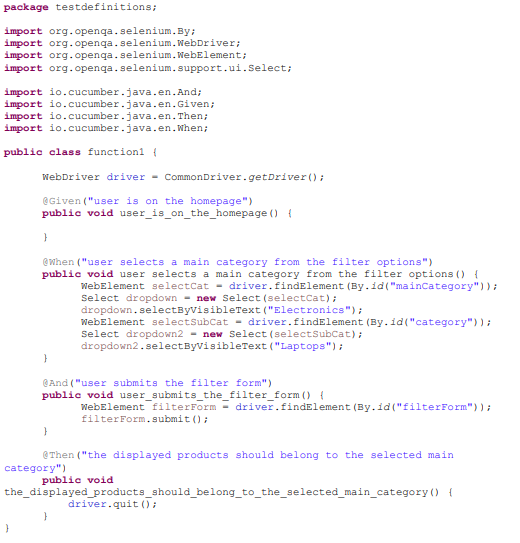 package testdefinitions;
import org.openqa.selenium.By;
import org.openqa.selenium.WebDriver;
import org.openqa.selenium.WebElement;
import org.openqa.selenium.support.ui.Select;
import io.cucumber.java.en.And;
import io.cucumber.java.en.Given;
import io.cucumber.java.en.Then;
import io.cucumber.java.en.When;
public class function1 {
WebDriver driver = CommonDriver.getDriver();
@Given("user is on the homepage")
public void user_is_on_the_homepage() {
}
@When("user selects a main category from the filter options")
public void user selects a main category from the filter options() {
WebElement selectCat = driver.findElement(By.id("mainCategory"));
Select dropdown = new Select(selectCat);
dropdown.selectByVisibleText("Electronics");
WebElement selectSubCat = driver.findElement(By.id("category"));
Select dropdown2 = new Select(selectSubCat);
dropdown2.selectByVisibleText("Laptops");
}
@And("user submits the filter form")
public void user_submits_the_filter_form() {
WebElement filterForm = driver.findElement(By.id("filterForm"));
filterForm.submit();
}
@Then("the displayed products should belong to the selected main
category")
public void
the_displayed_products_should_belong_to_the_selected_main_category() {
driver.quit();
}
}